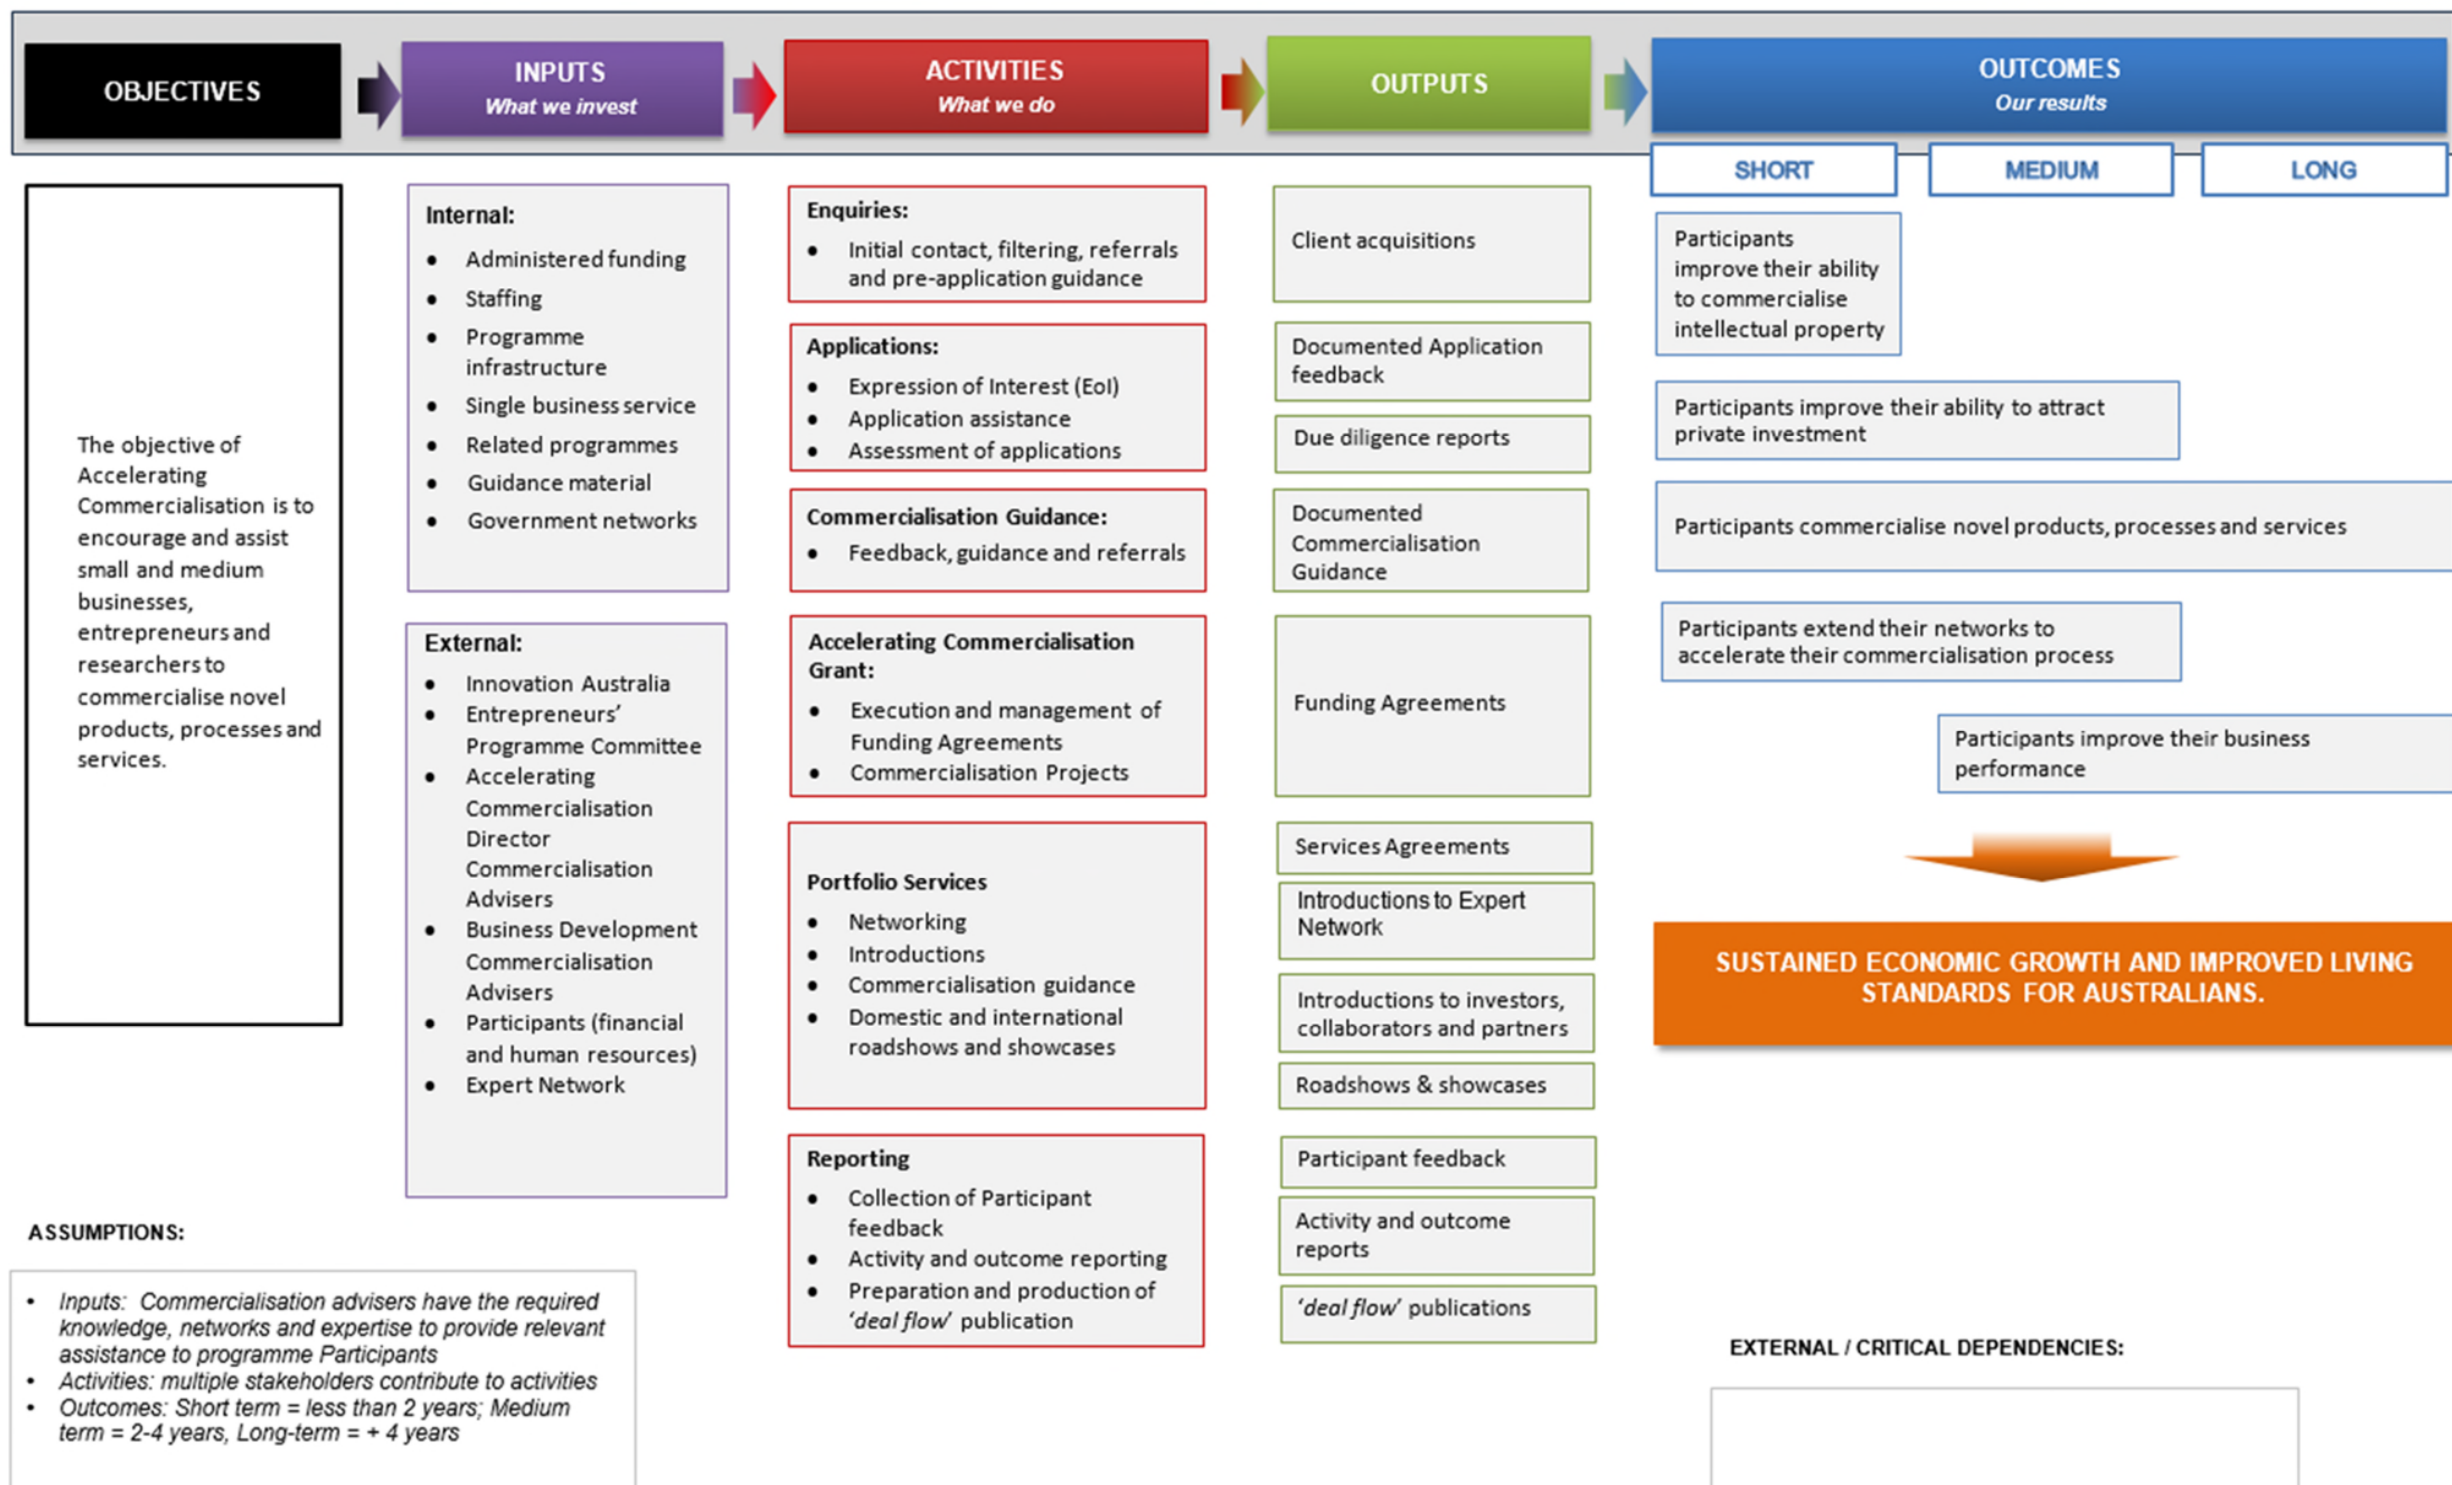 OBJECTIVES
INPUTS
What we invest
ACTIVITIES
What we do
OUTPUTS
OUTCOMES
Our results
SHORT
MEDIUM
LONG
The objective of
Accelerating
Commercialisation is to
encourage and assist
small and medium
businesses,
entrepreneurs and
researchers to
commercialise novel
products, processes and
services.
Internal:
• Administered funding
• Staffing
• Programme
infrastructure
• Single business service
• Related programmes
• Guidance material
• Government networks
External:
• Innovation Australia
• Entrepreneurs’
Programme Committee
• Accelerating
Commercialisation
Director
Commercialisation
Advisers
• Business Development
Commercialisation
Advisers
• Participants (financial
and human resources)
• Expert Network
Enquiries:
• Initial contact, filtering, referrals
and pre-application guidance
Applications:
• Expression of Interest (EoI)
• Application assistance
• Assessment of applications
Commercialisation Guidance:
• Feedback, guidance and referrals
Accelerating Commercialisation
Grant:
• Execution and management of
Funding Agreements
• Commercialisation Projects
Portfolio Services
• Networking
• Introductions
• Commercialisation guidance
• Domestic and international
roadshows and showcases
Reporting
• Collection of Participant
feedback
• Activity and outcome reporting
• Preparation and production of
‘deal flow’ publication
Client acquisitions
Documented Application
feedback
Due diligence reports
Documented
Commercialisation
Guidance
Funding Agreements
Services Agreements
Introductions to Expert
Network
Introductions to investors,
collaborators and partners
Roadshows & showcases
Participant feedback
Activity and outcome
reports
‘deal flow’ publications
Participants
improve their ability
to commercialise
intellectual property
Participants improve their ability to attract
private investment
Participants commercialise novel products, processes and services
Participants extend their networks to
accelerate their commercialisation process
Participants improve their business
performance
SUSTAINED ECONOMIC GROWTH AND IMPROVED LIVING
STANDARDS FOR AUSTRALIANS.
ASSUMPTIONS:
• Inputs: Commercialisation advisers have the required
knowledge, networks and expertise to provide relevant
assistance to programme Participants
• Activities: multiple stakeholders contribute to activities
• Outcomes: Short term = less than 2 years; Medium
term = 2-4 years, Long-term = + 4 years
EXTERNAL / CRITICAL DEPENDENCIES: